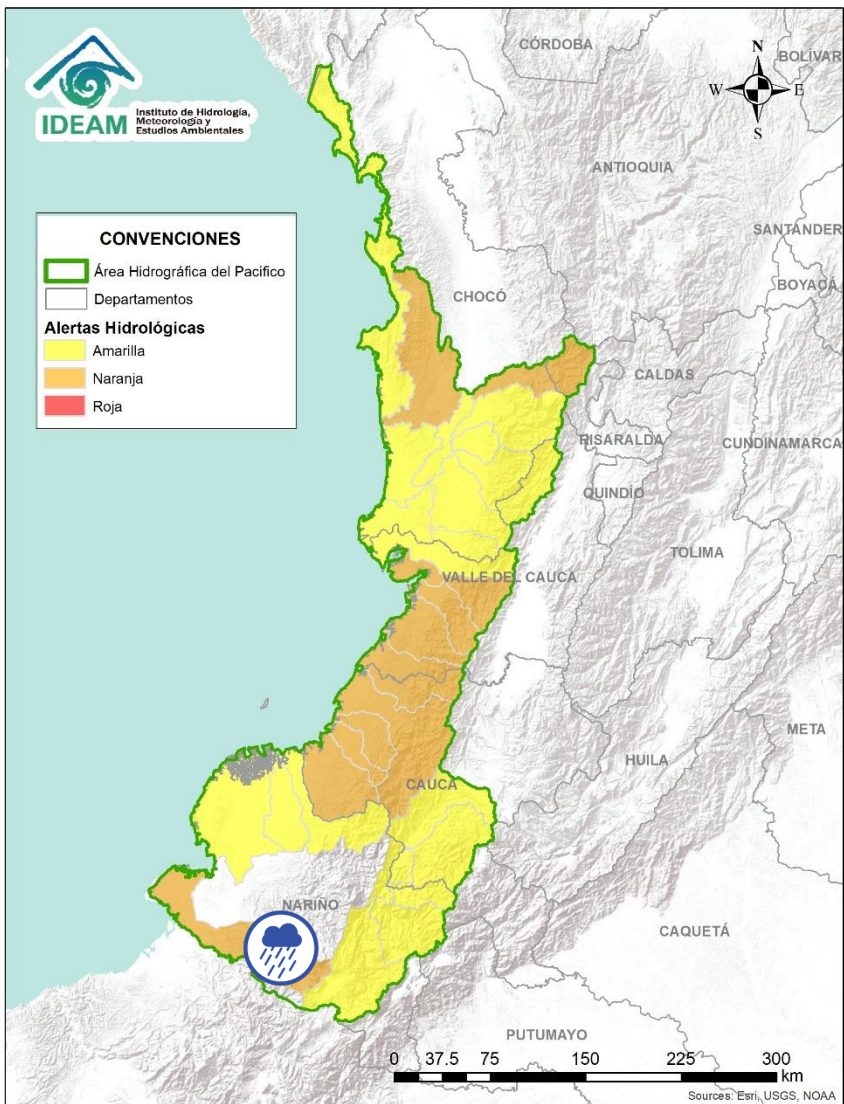 IDEAM
Instituto de Hidrología,
Meteorología y
Estudios Ambientales
CÓRDOBA
BOLÍVAR
N
W
E
S
ANTIOQUIA
SANTANDER
BOYACÁ
CONVENCIONES
Área Hidrográfica del Pacifico
Departamentos
Alertas Hidrológicas
Amarilla
Naranja
Roja
CHOCÓ
CALDAS
RISARALDA
CUNDINAMARCA
QUINDÍO
TOLIMA
VALLE DEL CAUCA
META
HUILA
CAUCA
NARIÑO
CAQUETÁ
PUTUMAYO
0 37.5 75 150 225 300
km
Sources: Esri, USGS, NOAA